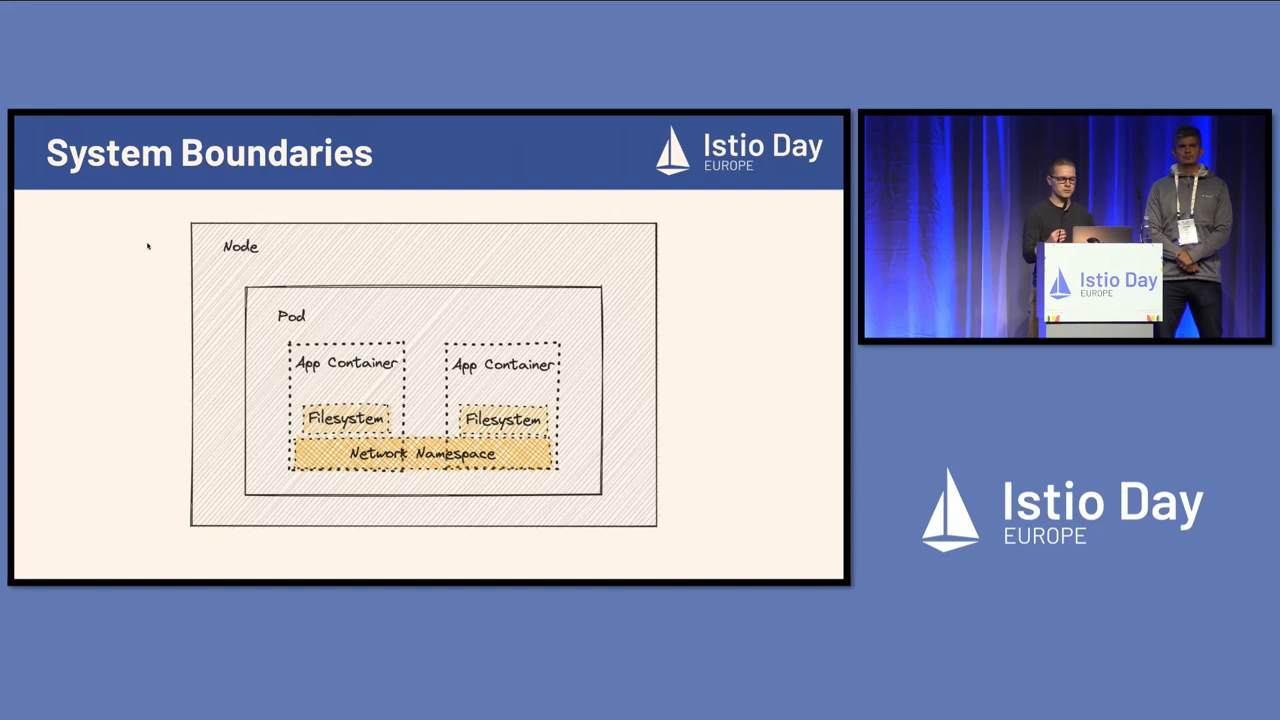 System Boundaries
Istio Day
EUROPE
Node
Pod
App Container
App Container
Filesystem
Filesystem
Network Namespace
Istio Day
EUROPE
Istio Day
EUROPE